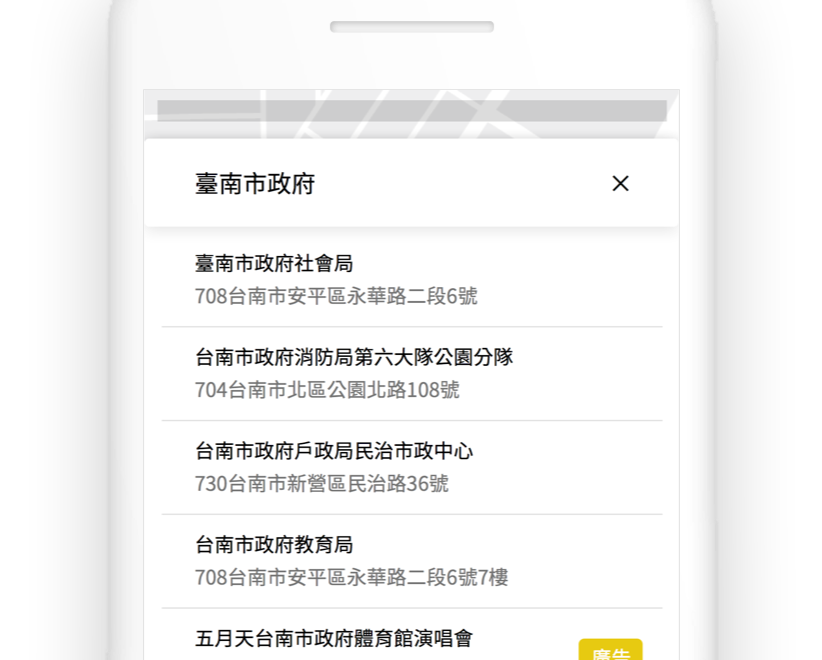 臺南市政府
臺南市政府社會局
708台南市安平區永華路二段6號
台南市政府消防局第六大隊公園分隊
704台南市北區公園北路108號
台南市政府戶政局民治市政中心
730台南市新營區民治路36號
台南市政府教育局
708台南市安平區永華路二段6號7樓
五月天台南市政府體育館演唱會
廣告